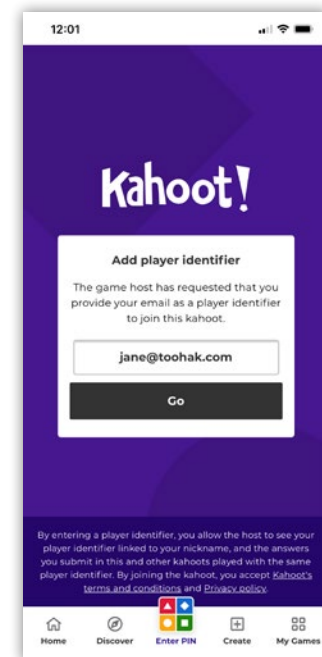 12:01
Kahoot!
Add player identifier
The game host has requested that you
provide your email as a player identifier
to join this kahoot.
jane@toohak.com
Go
By entering a player identifier, you allow the host to see your
player identifier linked to your nickname, and the answers
you submit in this and other kahoots played with the same
player identifier. By joining the kahoot, you accept Kahoot's
terms and conditions and Privacy policy.
Home Discover Enter PIN Create My Games